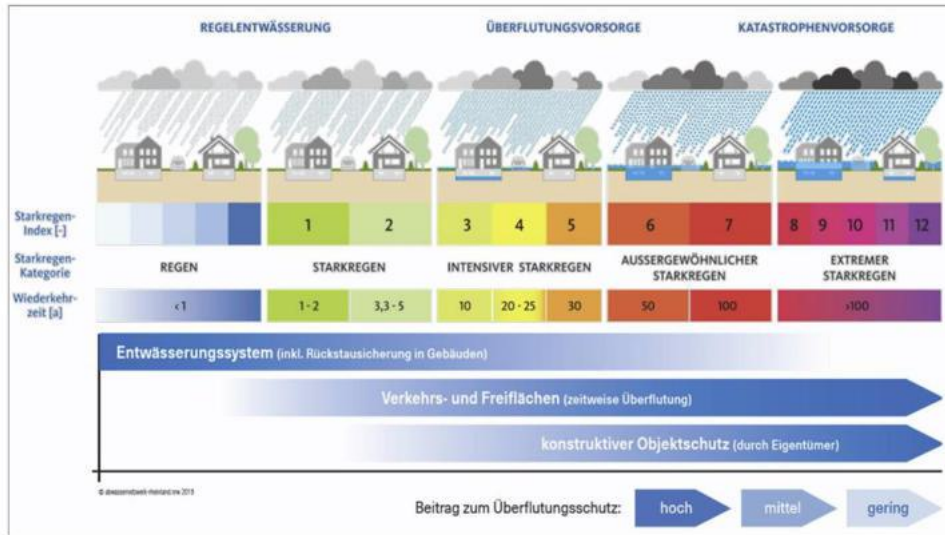 REGELENTWÄSSERUNG ÜBERFLUTUNGSVORSORGE KATASTROPHENVORSORGE
Starkregen-
Index [-]
1 2 3 4 5 6 7 8 9 10 11 12
Starkregen-
Kategorie
REGEN STARKREGEN INTENSIVER STARKREGEN AUSSERGEWÖHNLICHER
STARKREGEN
EXTREMER
STARKREGEN
Wiederkehr-
zeit [a]
<1 1 - 2 3,3 - 5 10 20 - 25 30 50 100 >100
Entwässerungssystem (inkl. Rückstausicherung in Gebäuden)
Verkehrs- und Freiflächen (zeitweise Überflutung)
konstruktiver Objektschutz (durch Eigentümer)
Beitrag zum Überflutungsschutz: hoch mittel gering